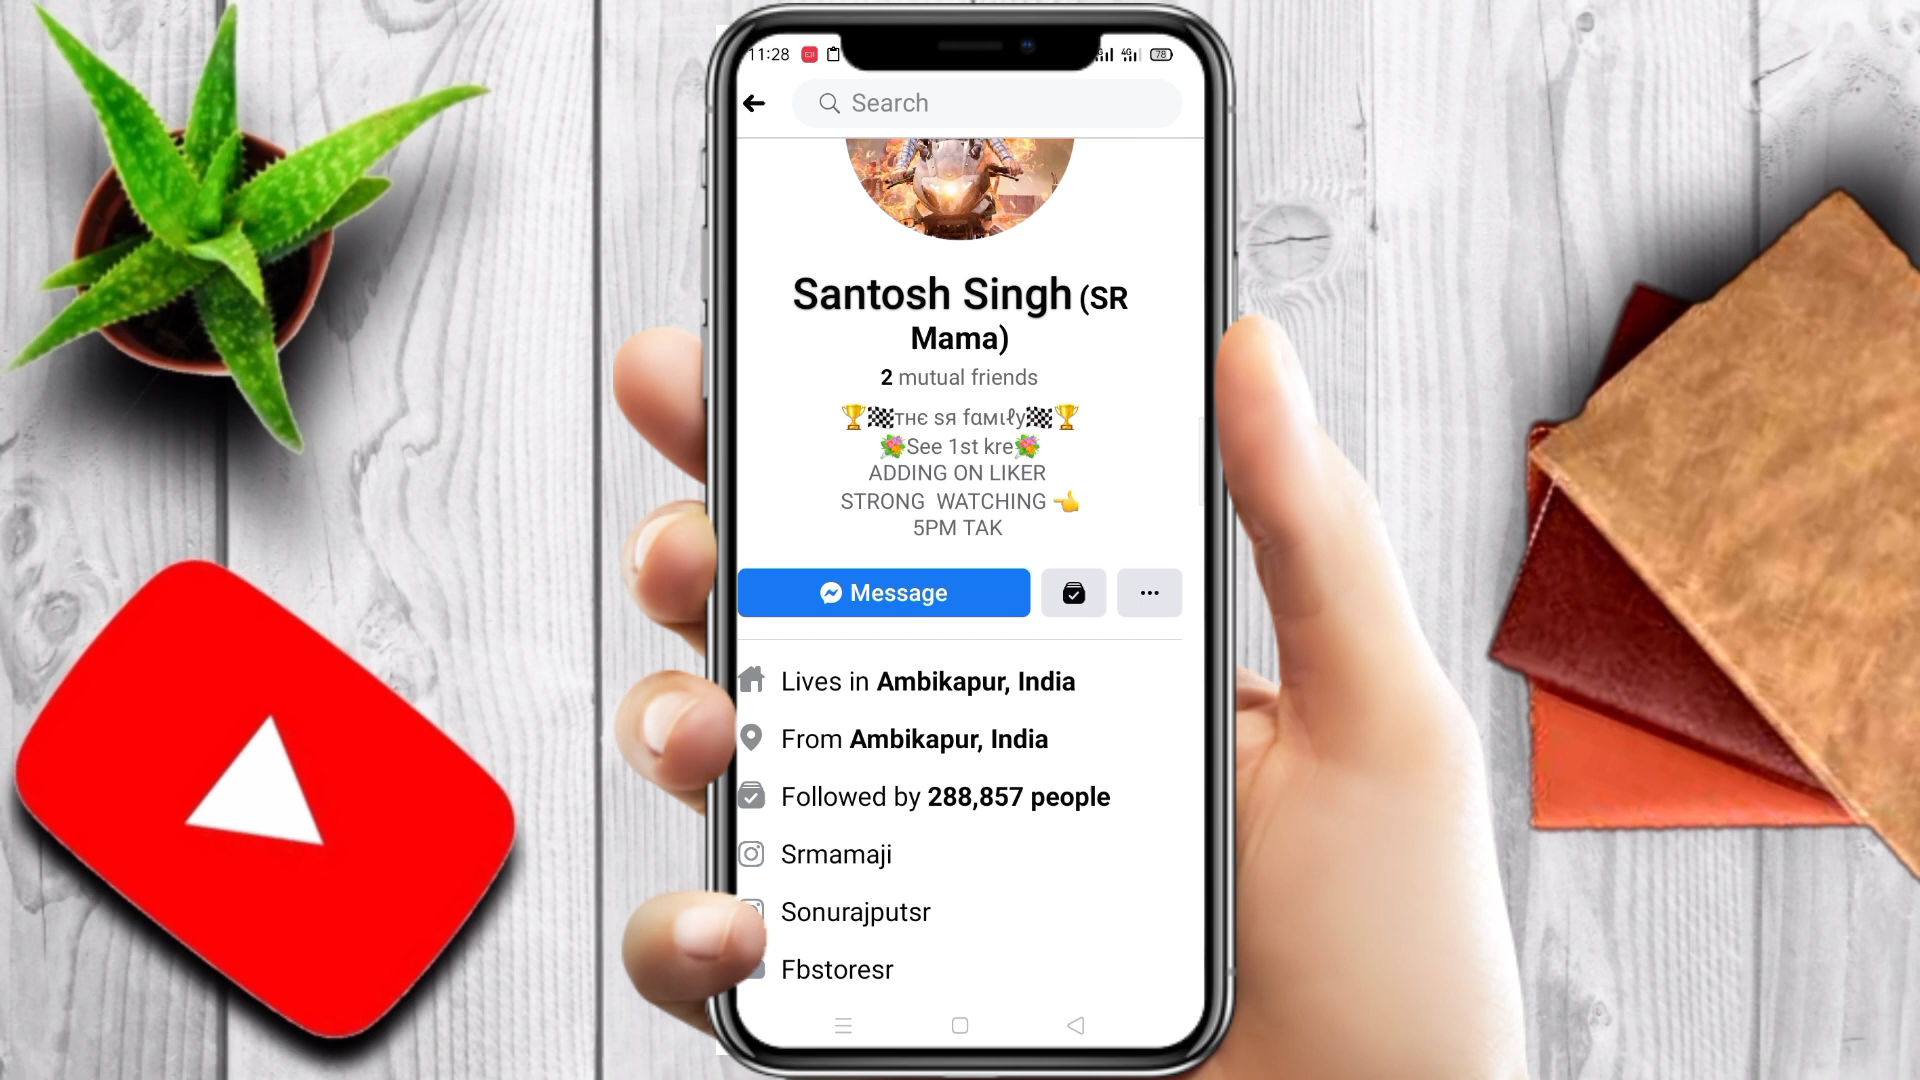 11:28
4G
78
Search
Santosh Singh (SR
Mama)
2 mutual friends
🏆🏁тнє ѕя fαмιℓу🏁🏆
💐See 1st kre💐
ADDING ON LIKER
STRONG  WATCHING 👈
5PM TAK
Message
Lives in Ambikapur, India
From Ambikapur, India
Followed by 288,857 people
Srmamaji
Sonurajputsr
Fbstoresr